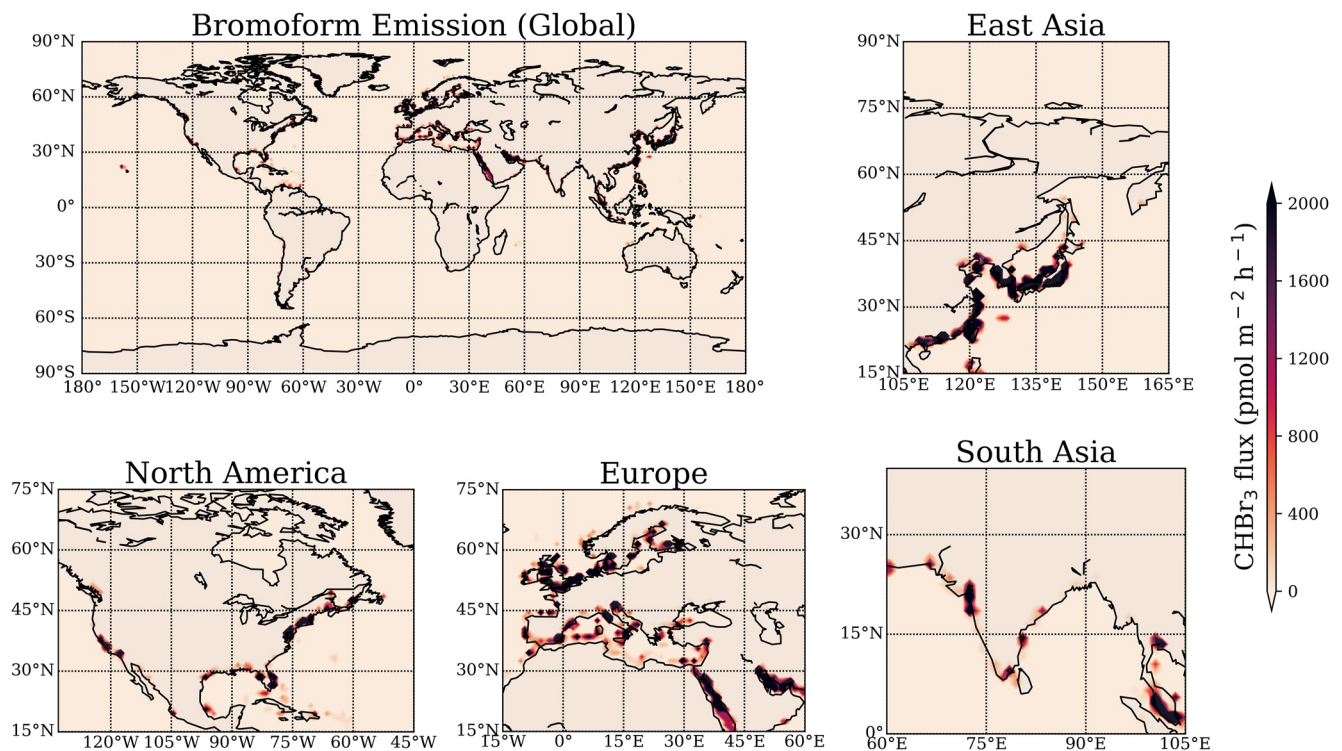 Bromoform Emission (Global)
90°N
60°N
30°N
0°
30°S
60°S
90°S
180° 150°W 120°W 90°W 60°W 30°W 0° 30°E 60°E 90°E 120°E 150°E 180°
East Asia
90°N
75°N
60°N
45°N
30°N
15°N
105°E 120°E 135°E 150°E 165°E
North America
75°N
60°N
45°N
30°N
15°N
120°W 105°W 90°W 75°W 60°W 45°W
Europe
75°N
60°N
45°N
30°N
15°N
15°W 0° 15°E 30°E 45°E 60°E
South Asia
30°N
15°N
0°
60°E 75°E 90°E 105°E
2000
1600
1200
800
400
0
CHBr₃ flux (pmol m⁻² h⁻¹)